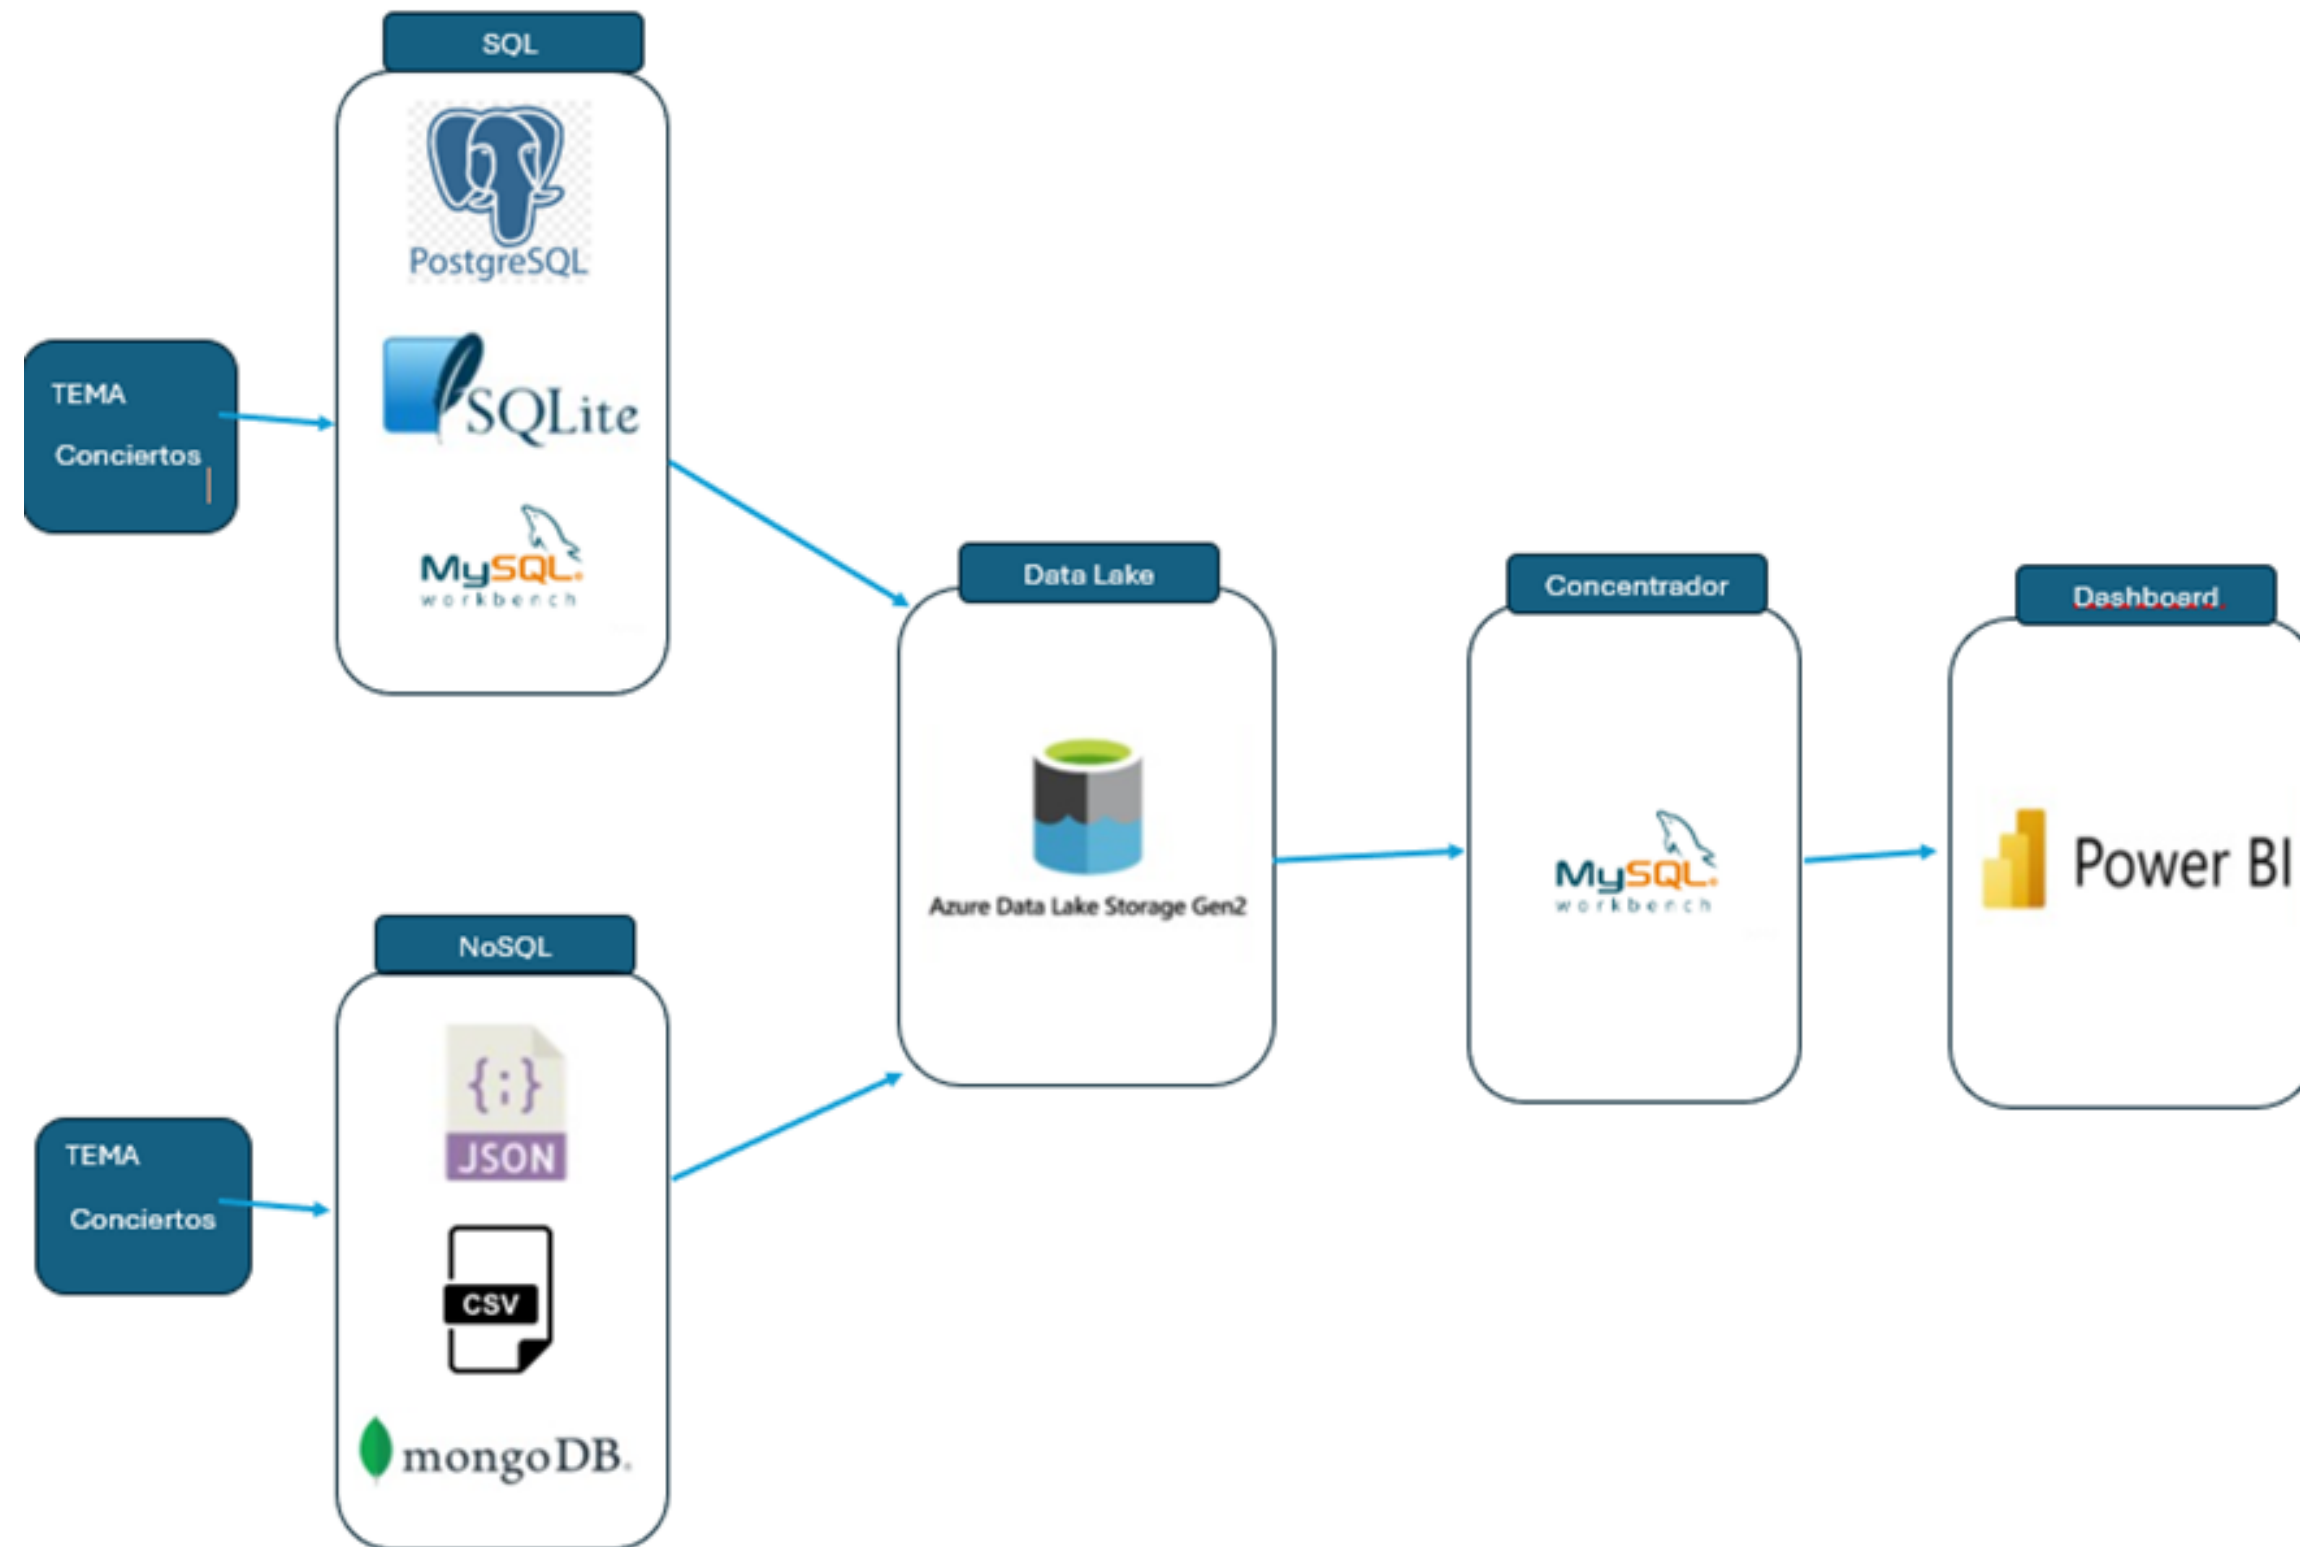 SQL
PostgreSQL
SQLite
MySQL
workbench
TEMA
Conciertos
Data Lake
Azure Data Lake Storage Gen2
Concentrador
MySQL
workbench
Dashboard
Power BI
NoSQL
{;}
JSON
CSV
mongoDB
TEMA
Conciertos